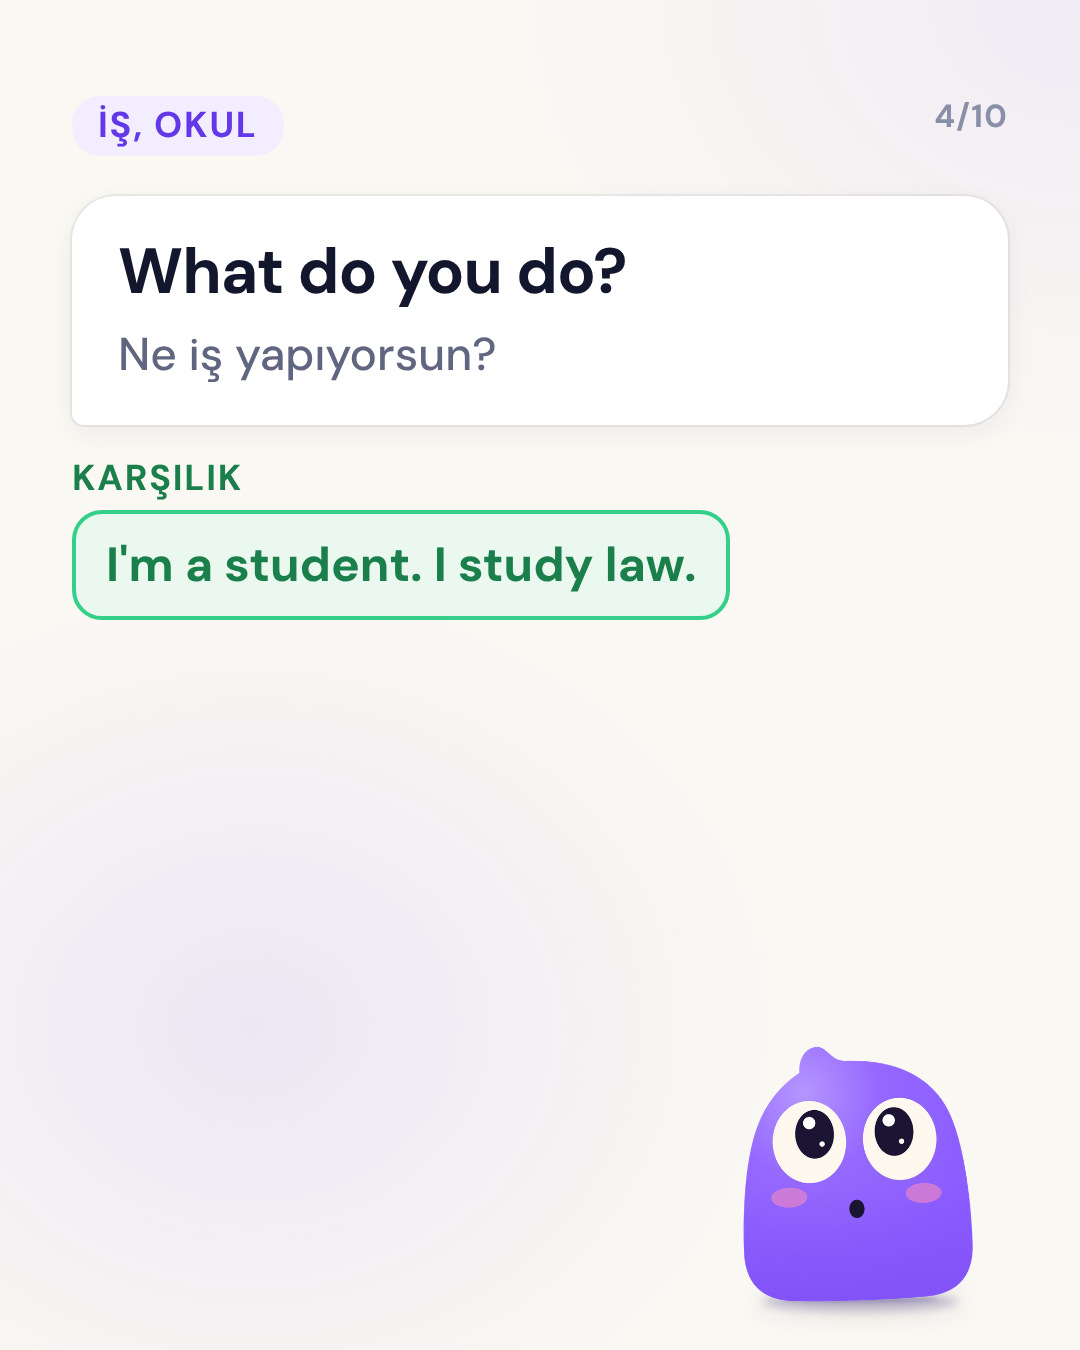 İŞ, OKUL
4/10
What do you do?
Ne iş yapıyorsun?
KARŞILIK
I'm a student. I study law.